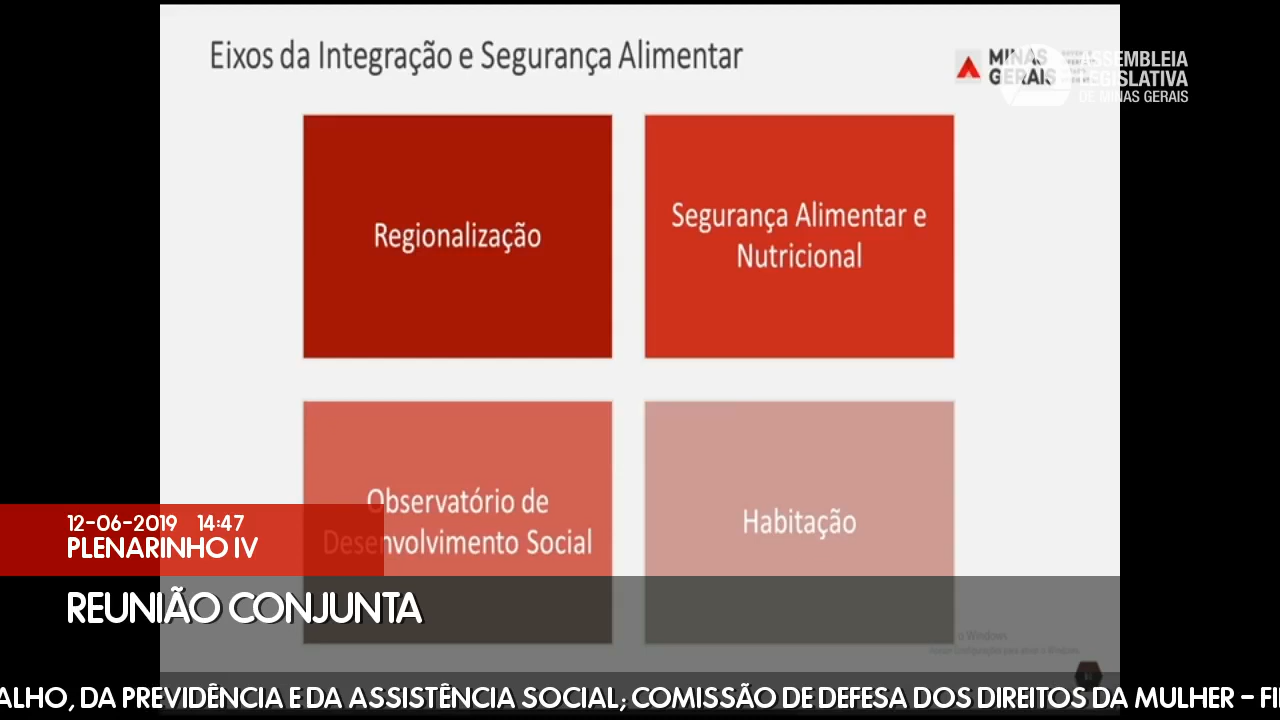 Eixos da Integração e Segurança Alimentar
MINAS
GERAIS
ASSEMBLEIA
LEGISLATIVA
DE MINAS GERAIS
Regionalização
Segurança Alimentar e
Nutricional
Observatório de
Desenvolvimento Social
Habitação
12-06-2019 14:47
PLENARINHO IV
REUNIÃO CONJUNTA
o Windows
ALHO, DA PREVIDÊNCIA E DA ASSISTÊNCIA SOCIAL; COMISSÃO DE DEFESA DOS DIREITOS DA MULHER - FI